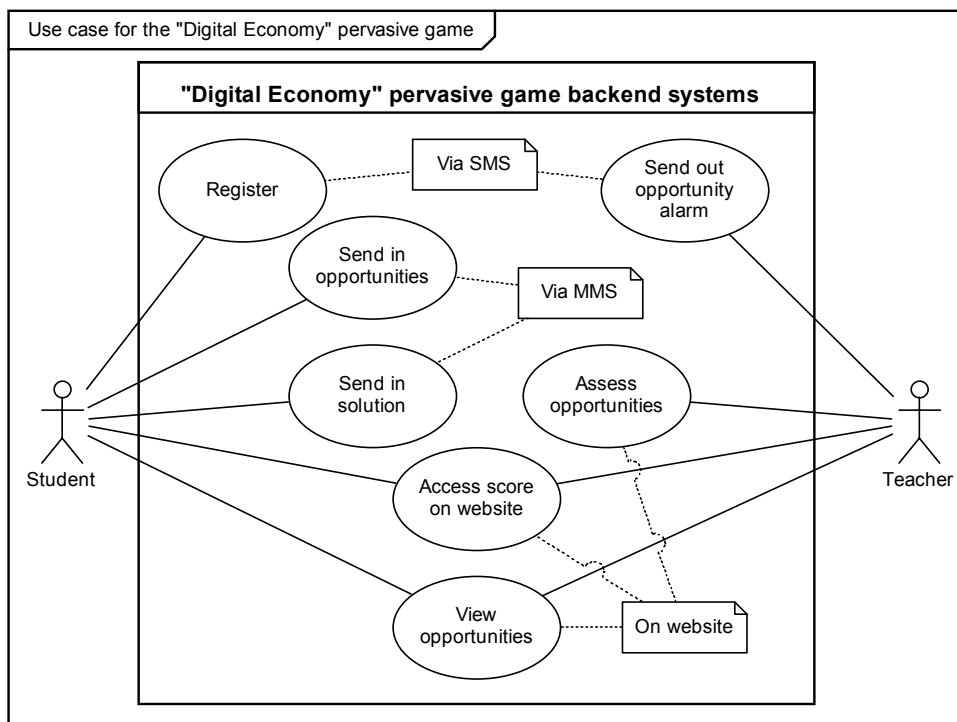 Use case for the "Digital Economy" pervasive game
"Digital Economy" pervasive game backend systems
Register
Via SMS
Send out
opportunity
alarm
Send in
opportunities
Via MMS
Send in
solution
Assess
opportunities
Student
Teacher
Access score
on website
View
opportunities
On website